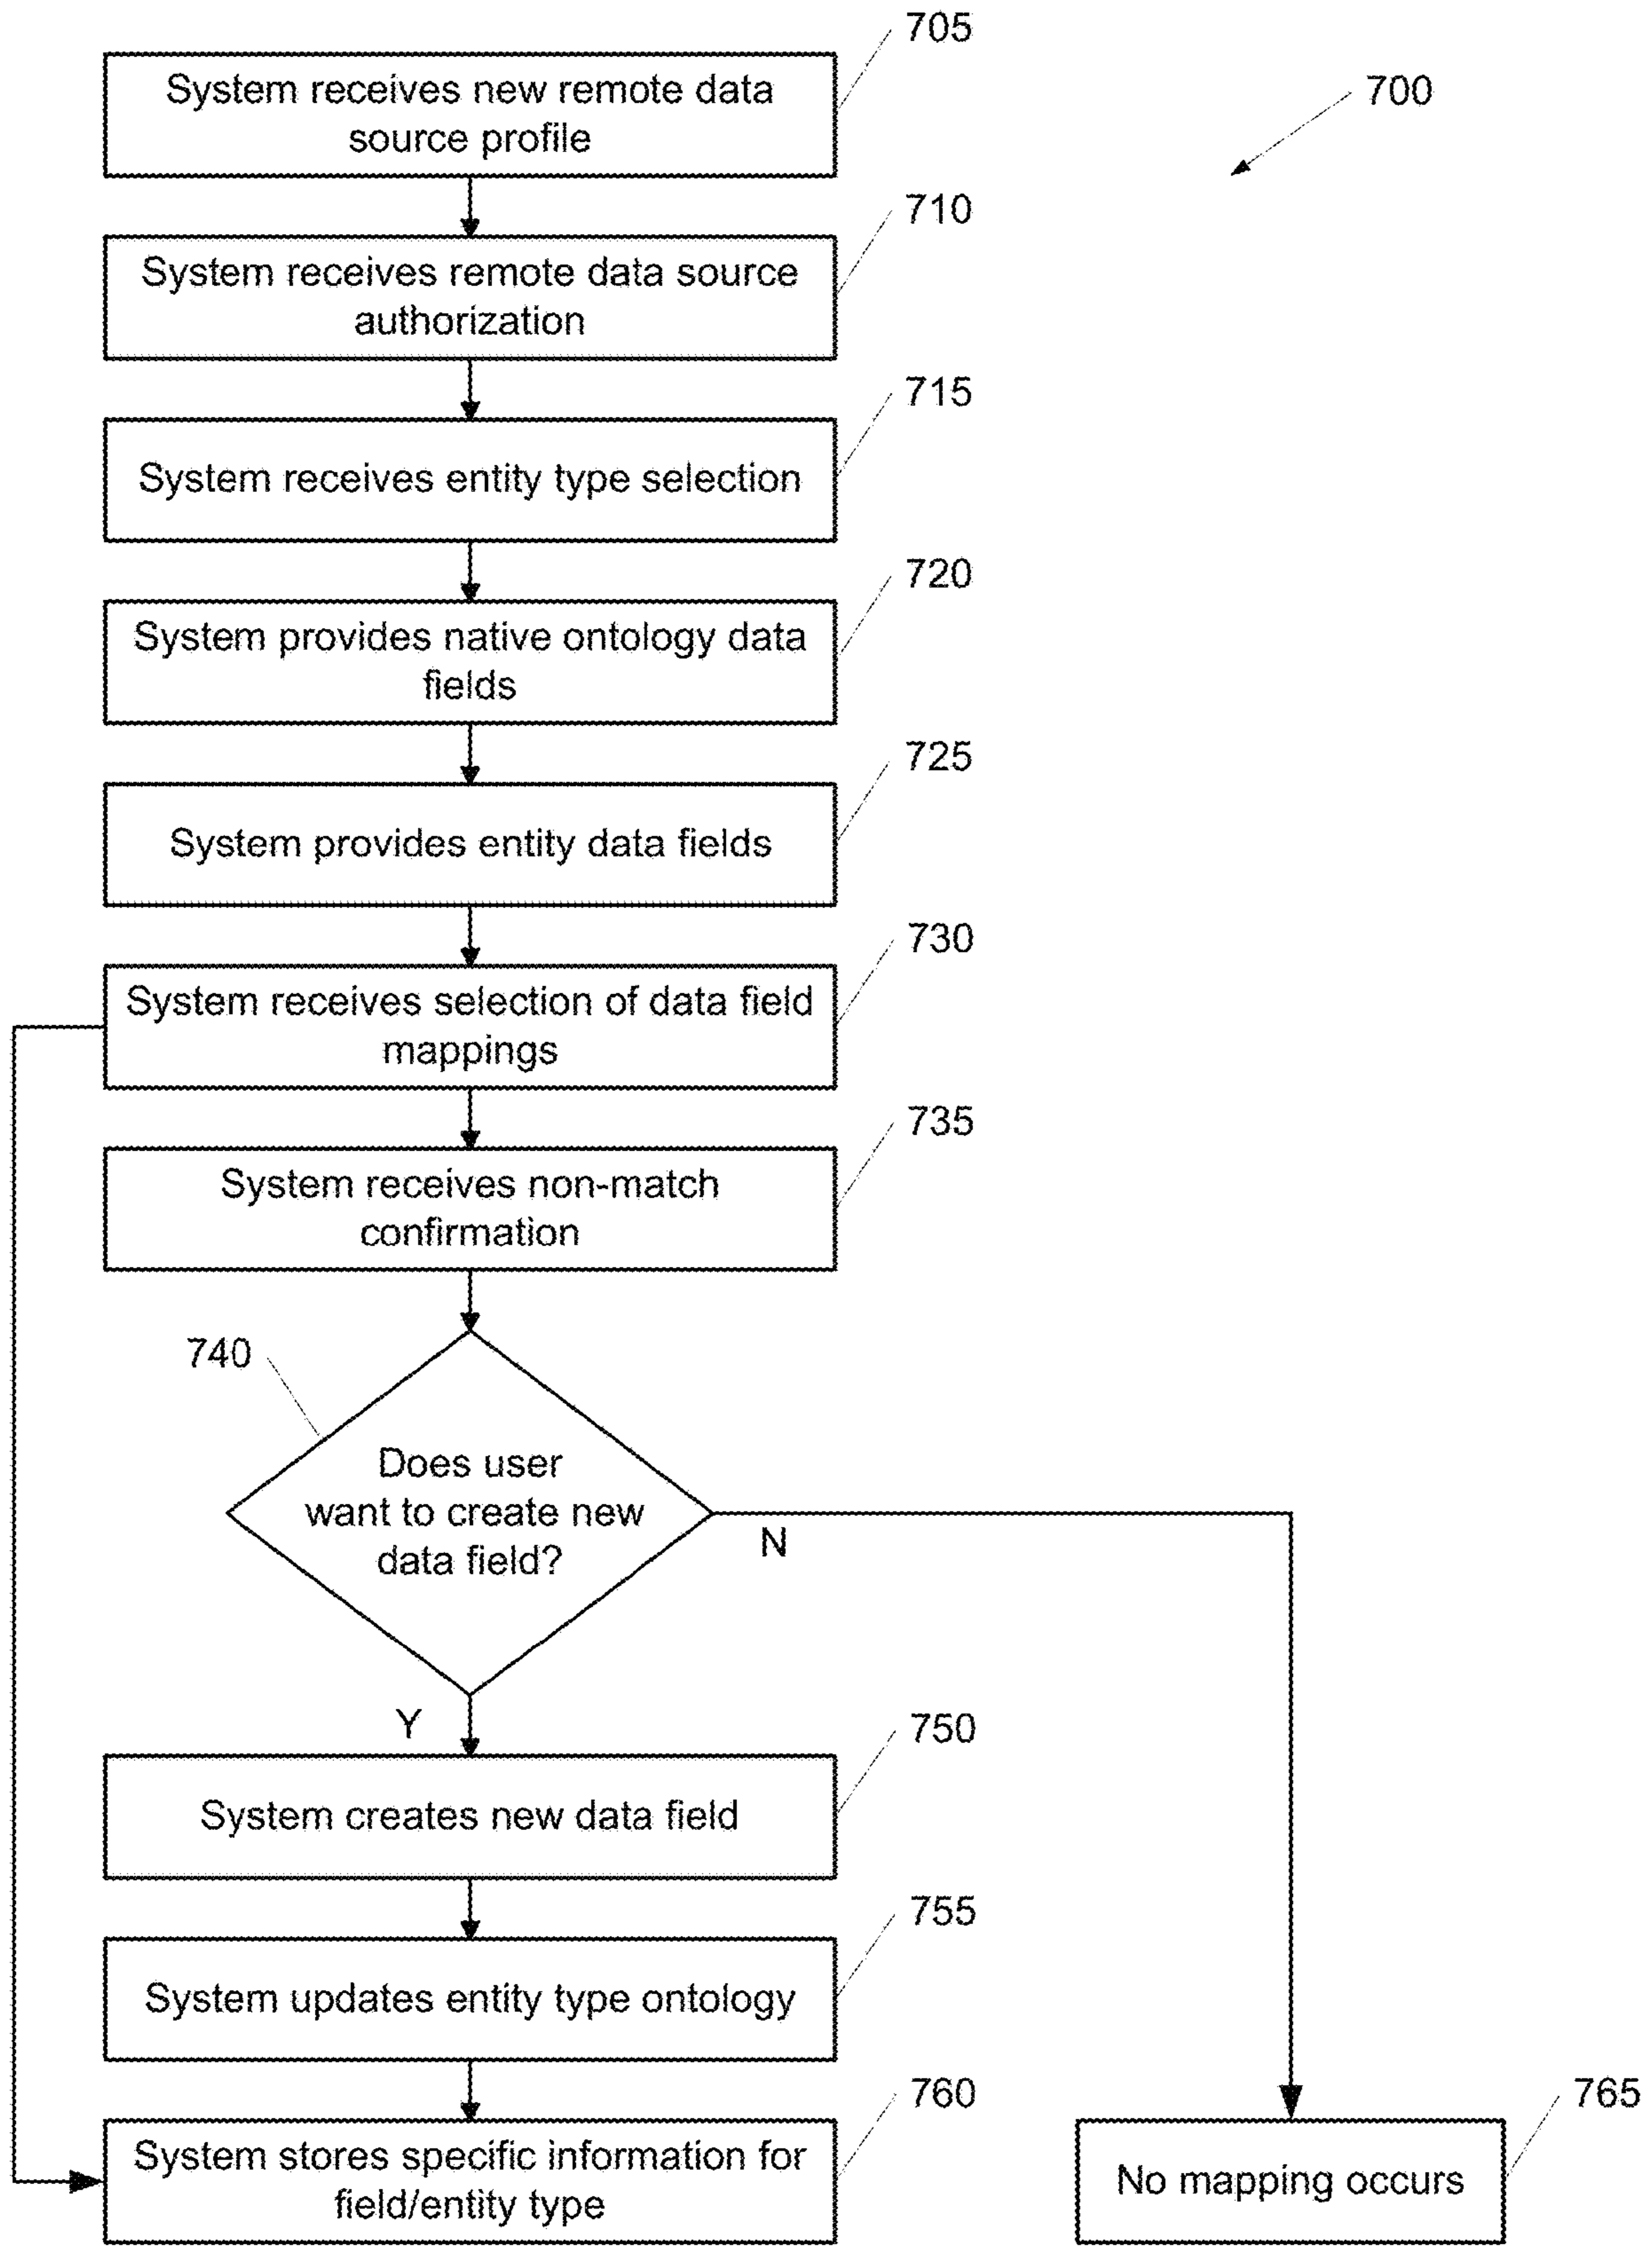 705
System receives new remote data
source profile
700
710
System receives remote data source
authorization
715
System receives entity type selection
720
System provides native ontology data
fields
725
System provides entity data fields
730
System receives selection of data field
mappings
735
System receives non-match
confirmation
740
Does user
want to create new
data field?
N
Y
750
System creates new data field
755
System updates entity type ontology
760
System stores specific information for
field/entity type
765
No mapping occurs